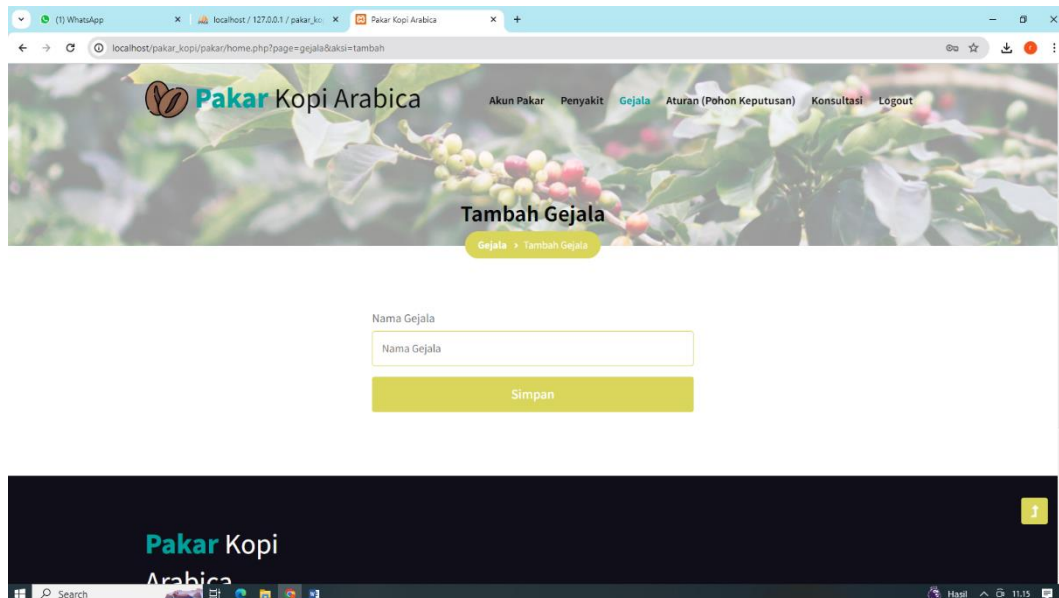 (1) WhatsApp
localhost / 127.0.0.1 / pakar_ko
Pakar Kopi Arabica
localhost/pakar_kopi/pakar/home.php?page=gejala&aksi=tambah
Pakar Kopi Arabica
Akun Pakar Penyakit Gejala Aturan (Pohon Keputusan) Konsultasi Logout
Tambah Gejala
Gejala > Tambah Gejala
Nama Gejala
Nama Gejala
Simpan
Pakar Kopi
Arabica
Search
Hasil
11.15